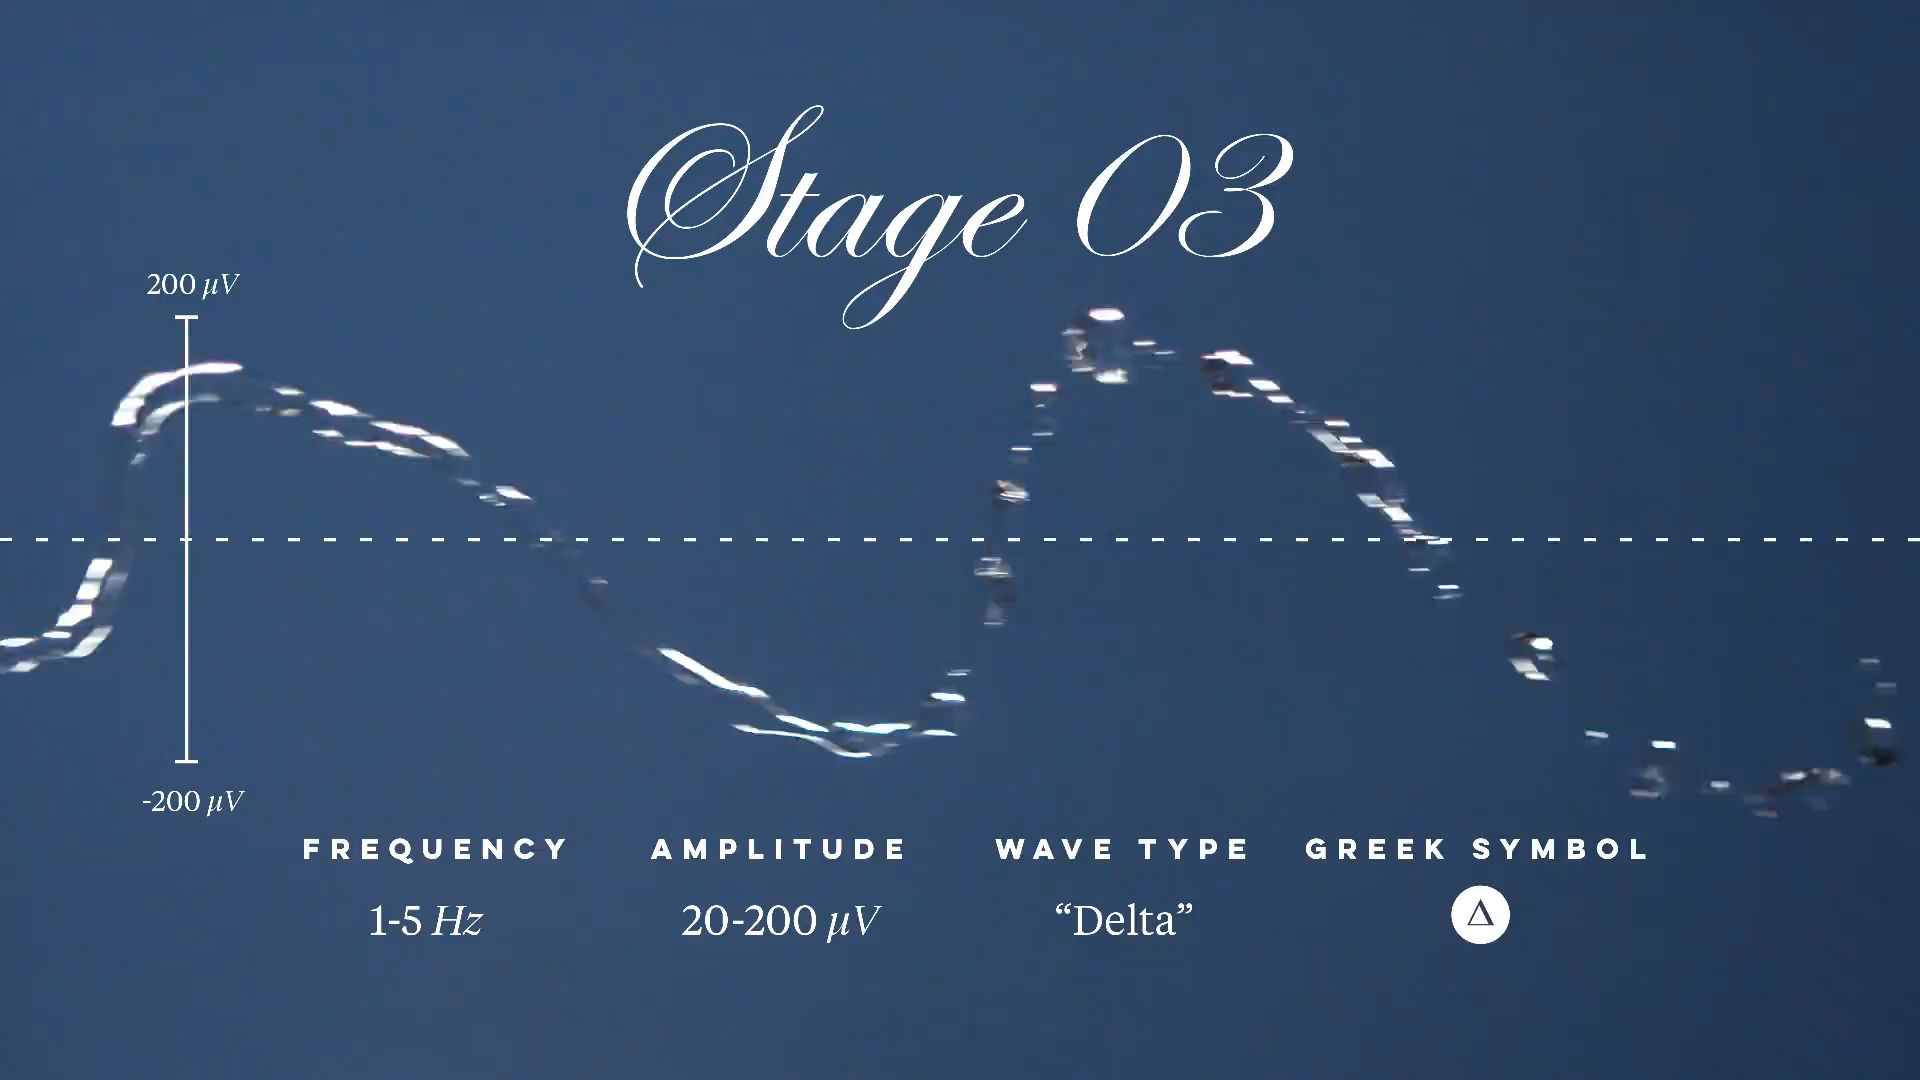 Stage 03
200 µV
-200 µV
FREQUENCY AMPLITUDE WAVE TYPE GREEK SYMBOL
1-5 Hz 20-200 µV “Delta” Δ